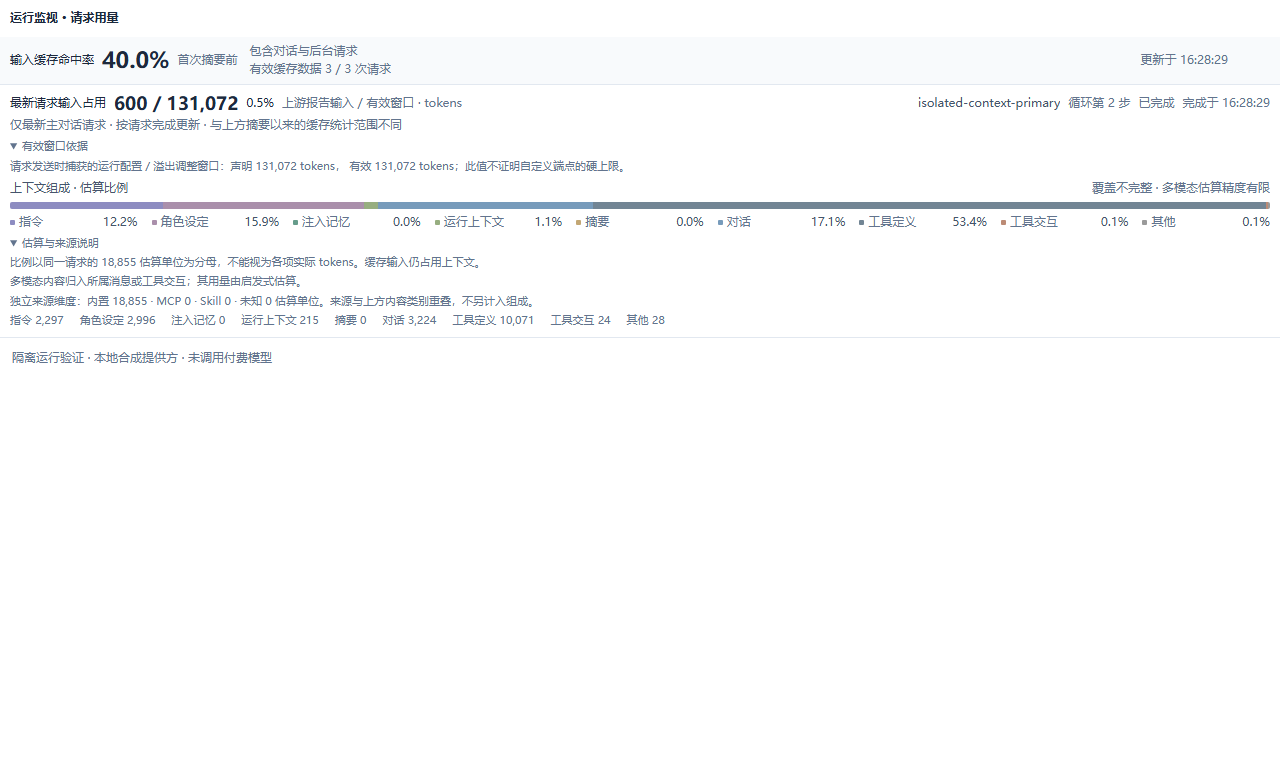 运行监视 · 请求用量
输入缓存命中率 40.0% 首次摘要前
包含对话与后台请求
有效缓存数据 3 / 3 次请求
更新于 16:28:29
最新请求输入占用 600 / 131,072 0.5% 上游报告输入 / 有效窗口 · tokens
isolated-context-primary 循环第 2 步 已完成 完成于 16:28:29
仅最新主对话请求 · 按请求完成更新 · 与上方摘要以来的缓存统计范围不同
▼ 有效窗口依据
请求发送时捕获的运行配置 / 溢出调整窗口：声明 131,072 tokens， 有效 131,072 tokens；此值不证明自定义端点的硬上限。
上下文组成 · 估算比例
覆盖不完整 · 多模态估算精度有限
指令 12.2% 角色设定 15.9% 注入记忆 0.0% 运行上下文 1.1% 摘要 0.0% 对话 17.1% 工具定义 53.4% 工具交互 0.1% 其他 0.1%
▼ 估算与来源说明
比例以同一请求的 18,855 估算单位为分母，不能视为各项实际 tokens。缓存输入仍占用上下文。
多模态内容归入所属消息或工具交互；其用量由启发式估算。
独立来源维度：内置 18,855 · MCP 0 · Skill 0 · 未知 0 估算单位。来源与上方内容类别重叠，不另计入组成。
指令 2,297 角色设定 2,996 注入记忆 0 运行上下文 215 摘要 0 对话 3,224 工具定义 10,071 工具交互 24 其他 28
隔离运行验证 · 本地合成提供方 · 未调用付费模型